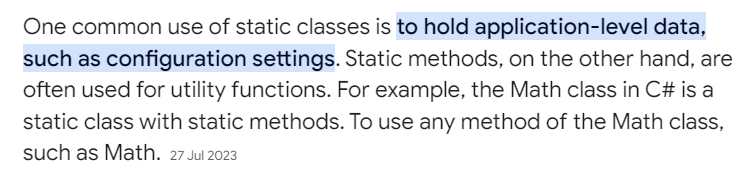 One common use of static classes is to hold application-level data,
such as configuration settings. Static methods, on the other hand, are
often used for utility functions. For example, the Math class in C# is a
static class with static methods. To use any method of the Math class,
such as Math. 27 Jul 2023